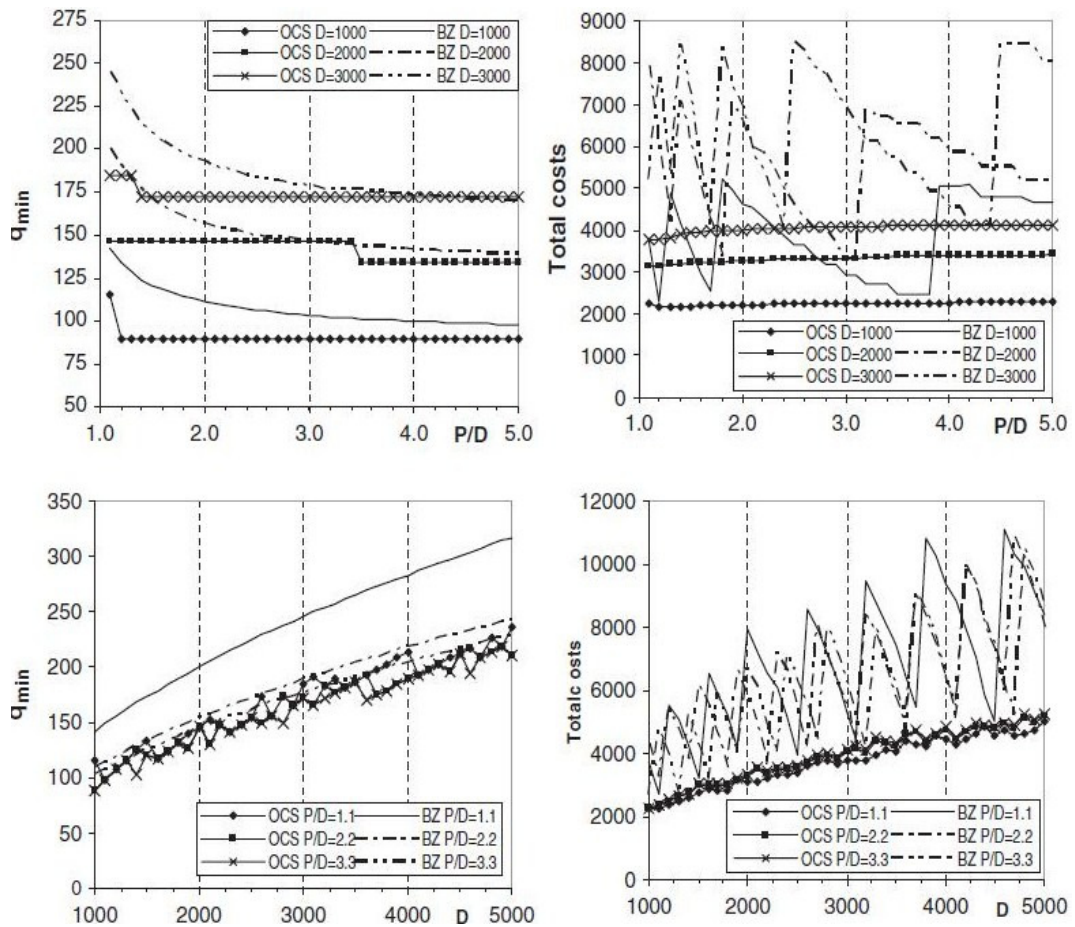 275
250
225
200
175
150
125
100
75
50
q_min
1.0
2.0
3.0
4.0
P/D
5.0
OCS D=1000
BZ D=1000
OCS D=2000
BZ D=2000
OCS D=3000
BZ D=3000
9000
8000
7000
6000
5000
4000
3000
2000
1000
0
Total costs
1.0
2.0
3.0
4.0
P/D
5.0
OCS D=1000
BZ D=1000
OCS D=2000
BZ D=2000
OCS D=3000
BZ D=3000
350
300
250
200
150
100
50
0
q_min
1000
2000
3000
4000
D
5000
OCS P/D=1.1
BZ P/D=1.1
OCS P/D=2.2
BZ P/D=2.2
OCS P/D=3.3
BZ P/D=3.3
12000
10000
8000
6000
4000
2000
0
Totalc osts
1000
2000
3000
4000
D
5000
OCS P/D=1.1
BZ P/D=1.1
OCS P/D=2.2
BZ P/D=2.2
OCS P/D=3.3
BZ P/D=3.3